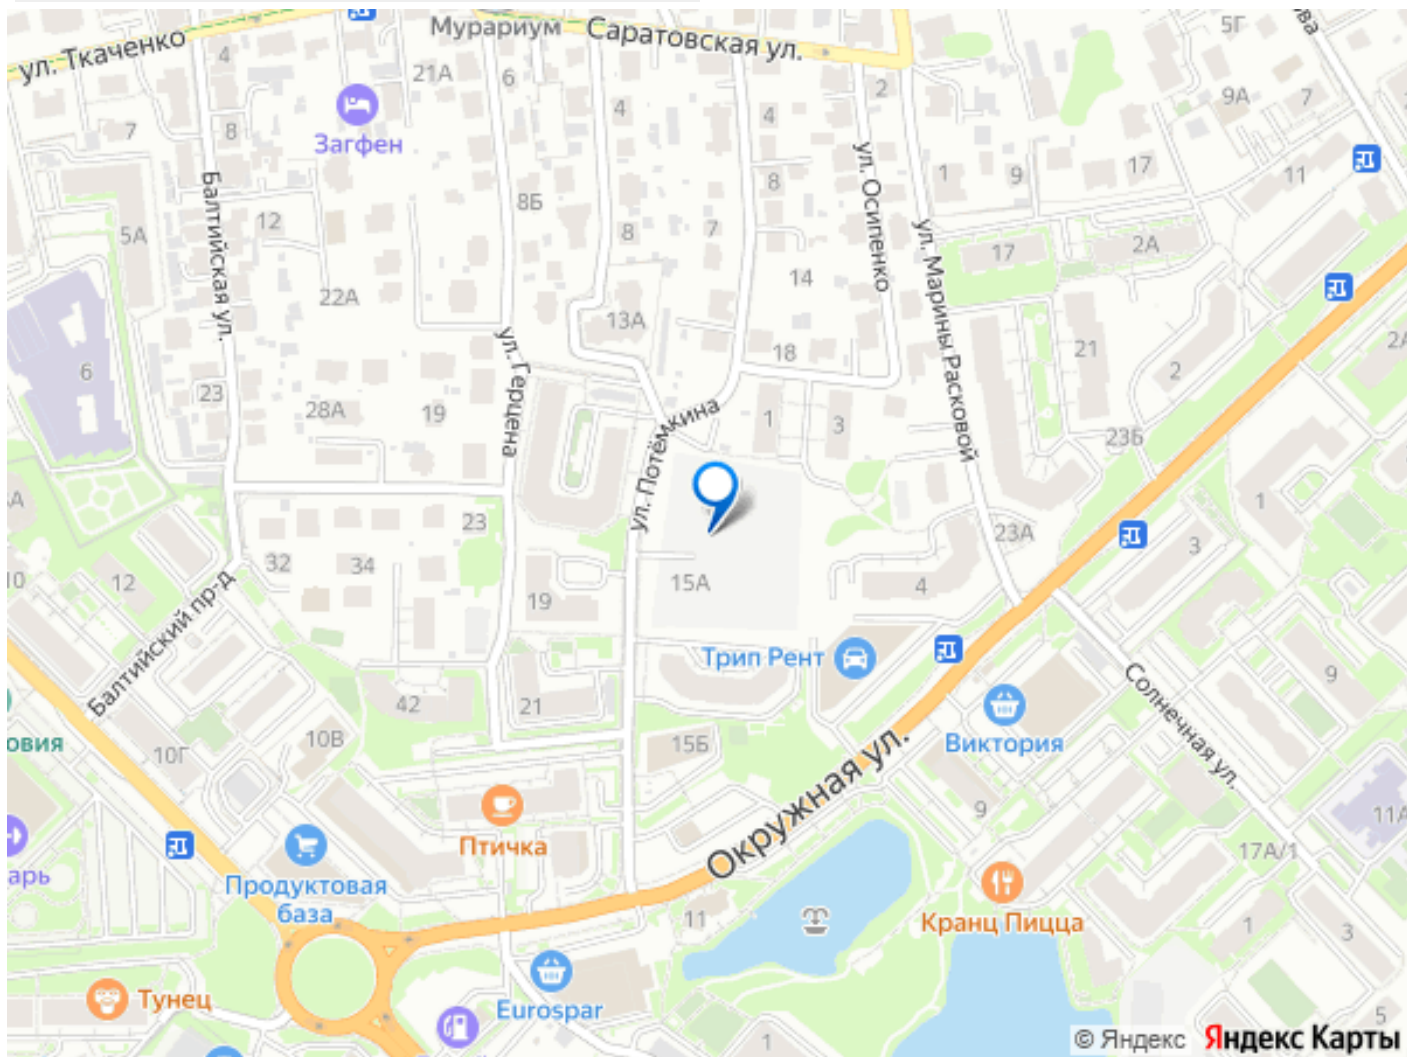 Мурариум
Саратовская ул.
ул. Ткаченко
4
21А
6
4
4
2
5Г
9А
7
7
8
Загфен
ул. Осипенко
1
9
17
11
Балтийская ул.
8Б
8
5А
12
8
7
ул. Марины Расковой
17
2А
14
22А
13А
18
21
2
6
23
28А
19
ул. Герцена
ул. Потёмкина
1
3
23Б
1
23
23А
3
32
34
12
10
15А
4
19
Балтийский пр-д
Трип Рент
9
Солнечная ул.
42
21
10В
15Б
Виктория
овия
10Г
Окружная ул.
9
11А
Птичка
17А/1
арь
Продуктовая
база
11
Кранц Пицца
1
3
Тунец
Eurospar
5
1
© Яндекс Яндекс Карты